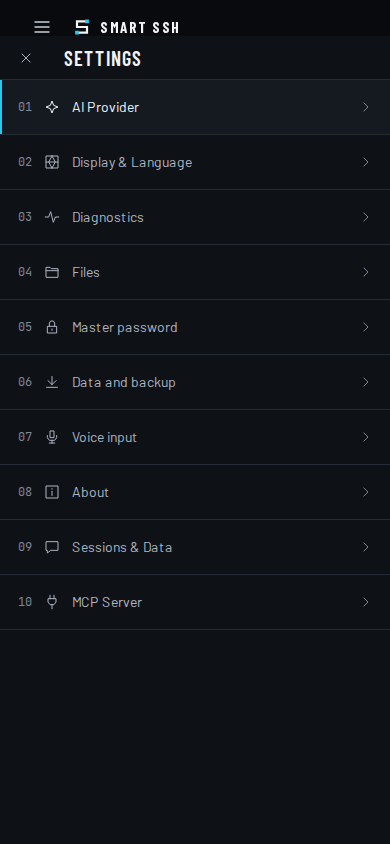 SMART SSH
SETTINGS
01 AI Provider
02 Display & Language
03 Diagnostics
04 Files
05 Master password
06 Data and backup
07 Voice input
08 About
09 Sessions & Data
10 MCP Server